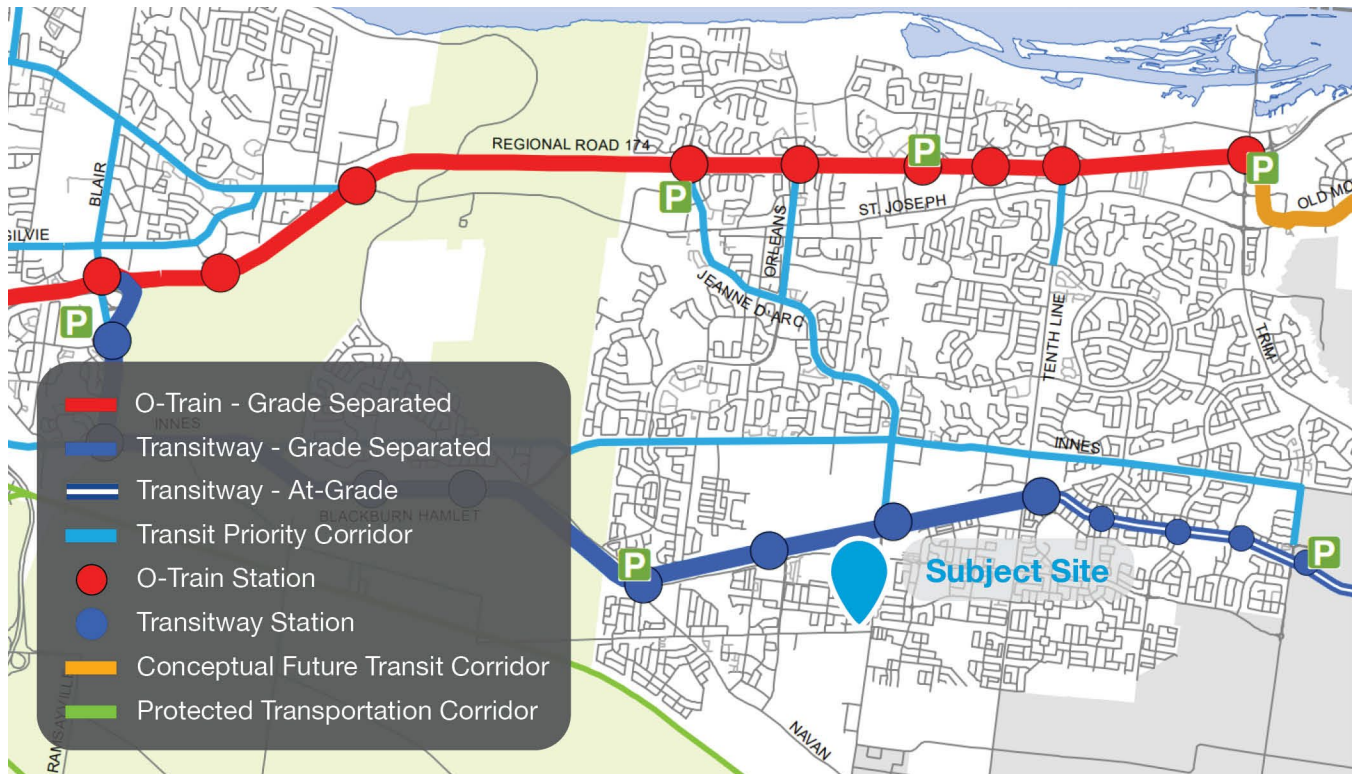 REGIONAL ROAD 174
P
P
P
BLAIR
ORLEANS
ST. JOSEPH
OLD MO
GILVIE
JEANNE D'ARC
TENTH LINE
TRIM
P
O-Train - Grade Separated
INNES
Transitway - Grade Separated
INNES
Transitway - At-Grade
BLACKBURN HAMLET
Transit Priority Corridor
P
P
O-Train Station
Subject Site
Transitway Station
Conceptual Future Transit Corridor
Protected Transportation Corridor
RAMSAYVILLE
NAVAN